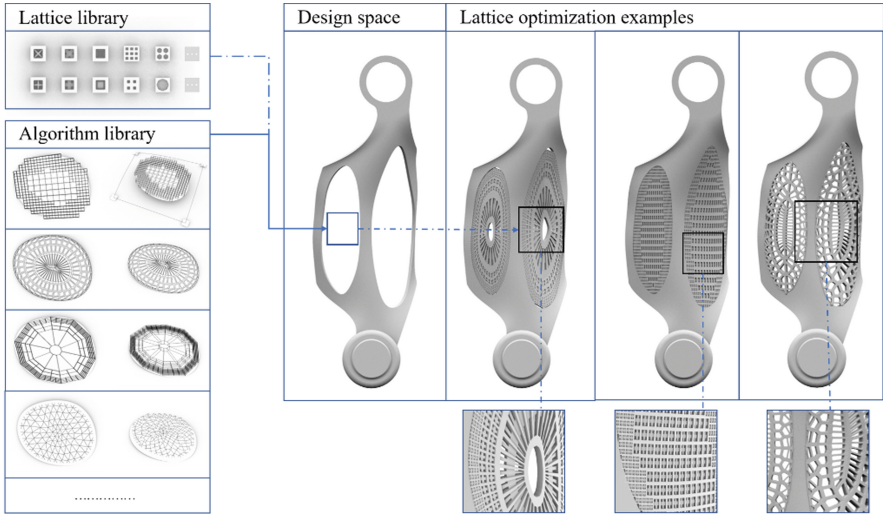 Lattice library
Design space
Lattice optimization examples
Algorithm library
……………